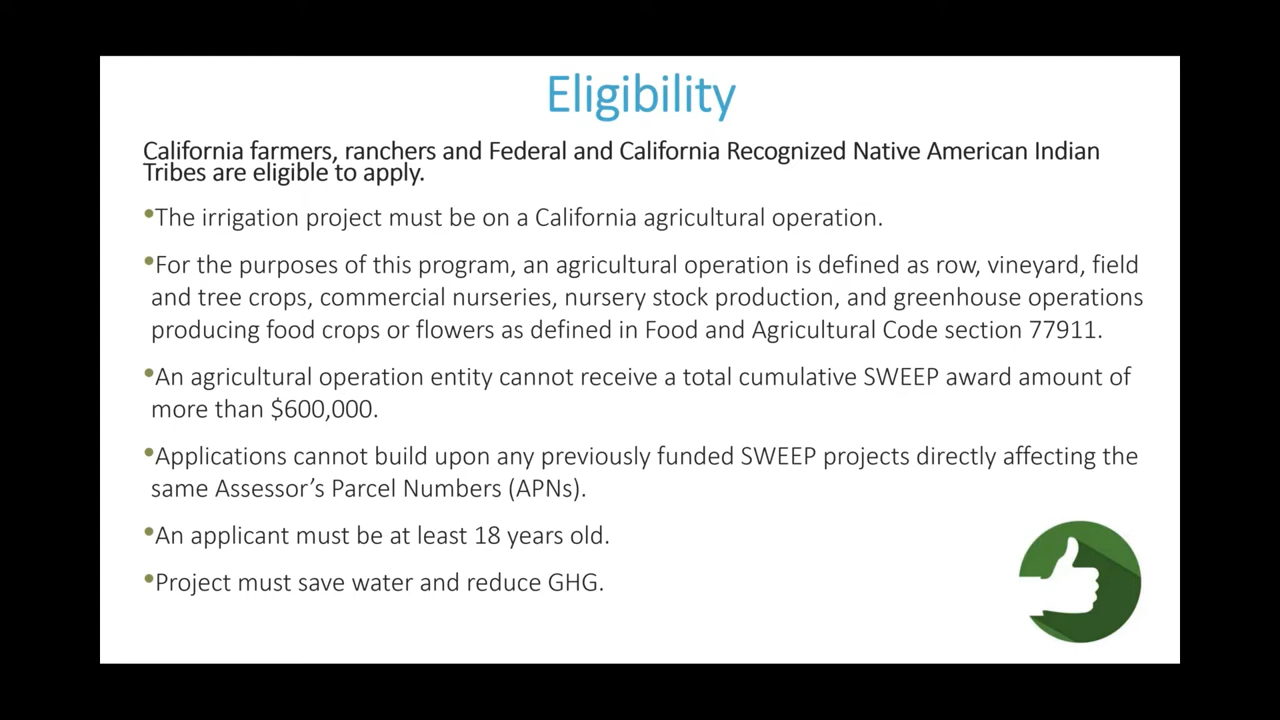 Eligibility
California farmers, ranchers and Federal and California Recognized Native American Indian
Tribes are eligible to apply.
•The irrigation project must be on a California agricultural operation.
•For the purposes of this program, an agricultural operation is defined as row, vineyard, field
and tree crops, commercial nurseries, nursery stock production, and greenhouse operations
producing food crops or flowers as defined in Food and Agricultural Code section 77911.
•An agricultural operation entity cannot receive a total cumulative SWEEP award amount of
more than $600,000.
•Applications cannot build upon any previously funded SWEEP projects directly affecting the
same Assessor’s Parcel Numbers (APNs).
•An applicant must be at least 18 years old.
•Project must save water and reduce GHG.